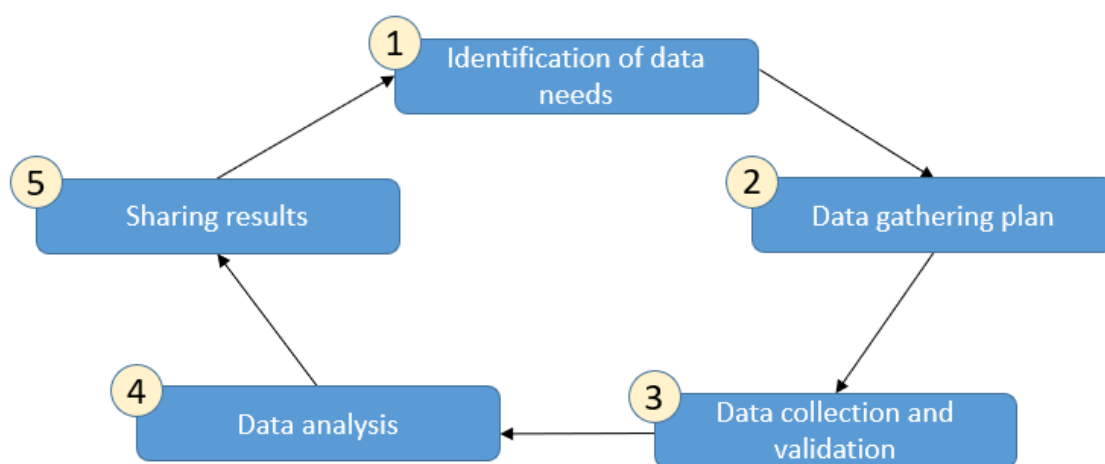 1
Identification of data
needs
2
Data gathering plan
3
Data collection and
validation
4
Data analysis
5
Sharing results